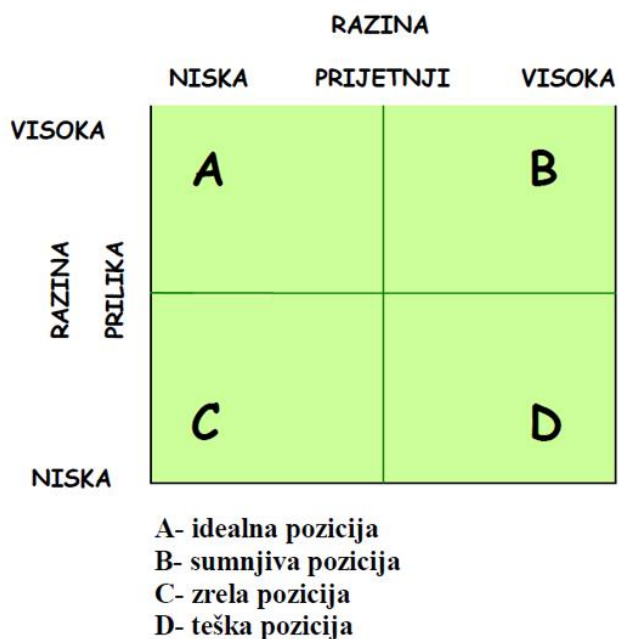 RAZINA
NISKA PRIJETNJI VISOKA
VISOKA
A
B
RAZINA
PRILIKA
C
D
NISKA
A- idealna pozicija
B- sumnjiva pozicija
C- zrela pozicija
D- teška pozicija